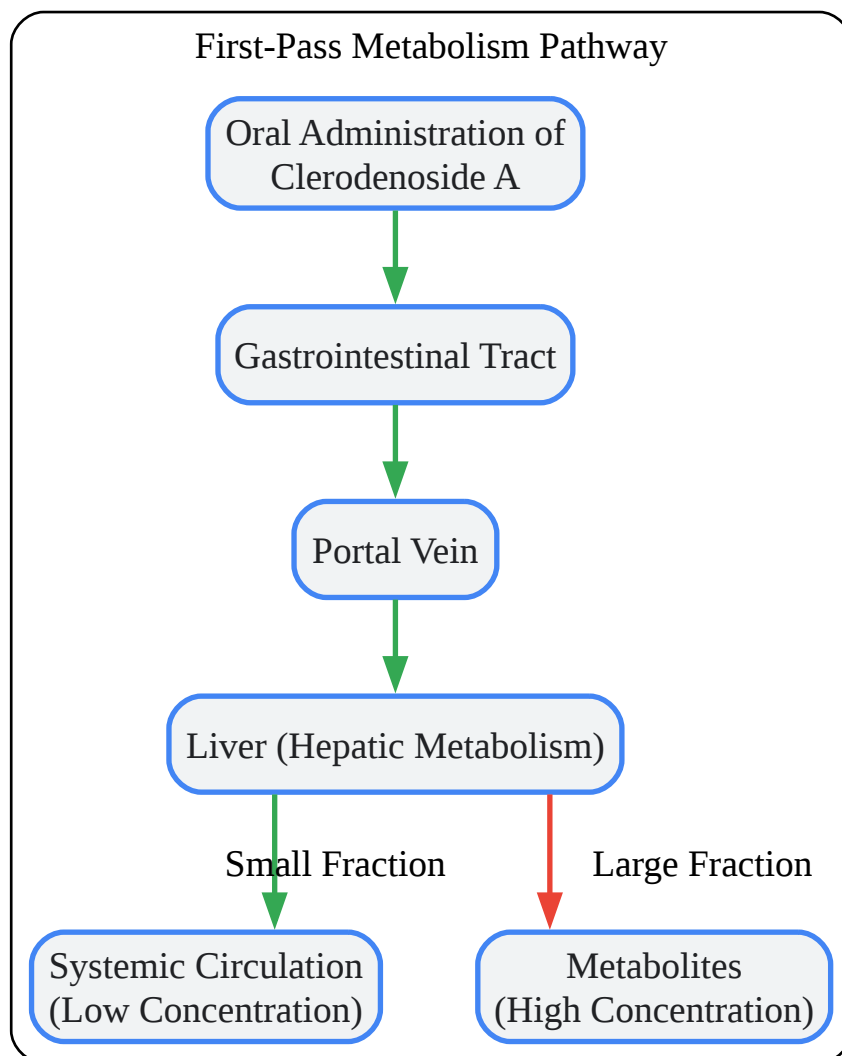 First-Pass Metabolism Pathway
Oral Administration of
Clerodenoside A
Gastrointestinal Tract
Portal Vein
Liver (Hepatic Metabolism)
Small Fraction
Large Fraction
Systemic Circulation
(Low Concentration)
Metabolites
(High Concentration)